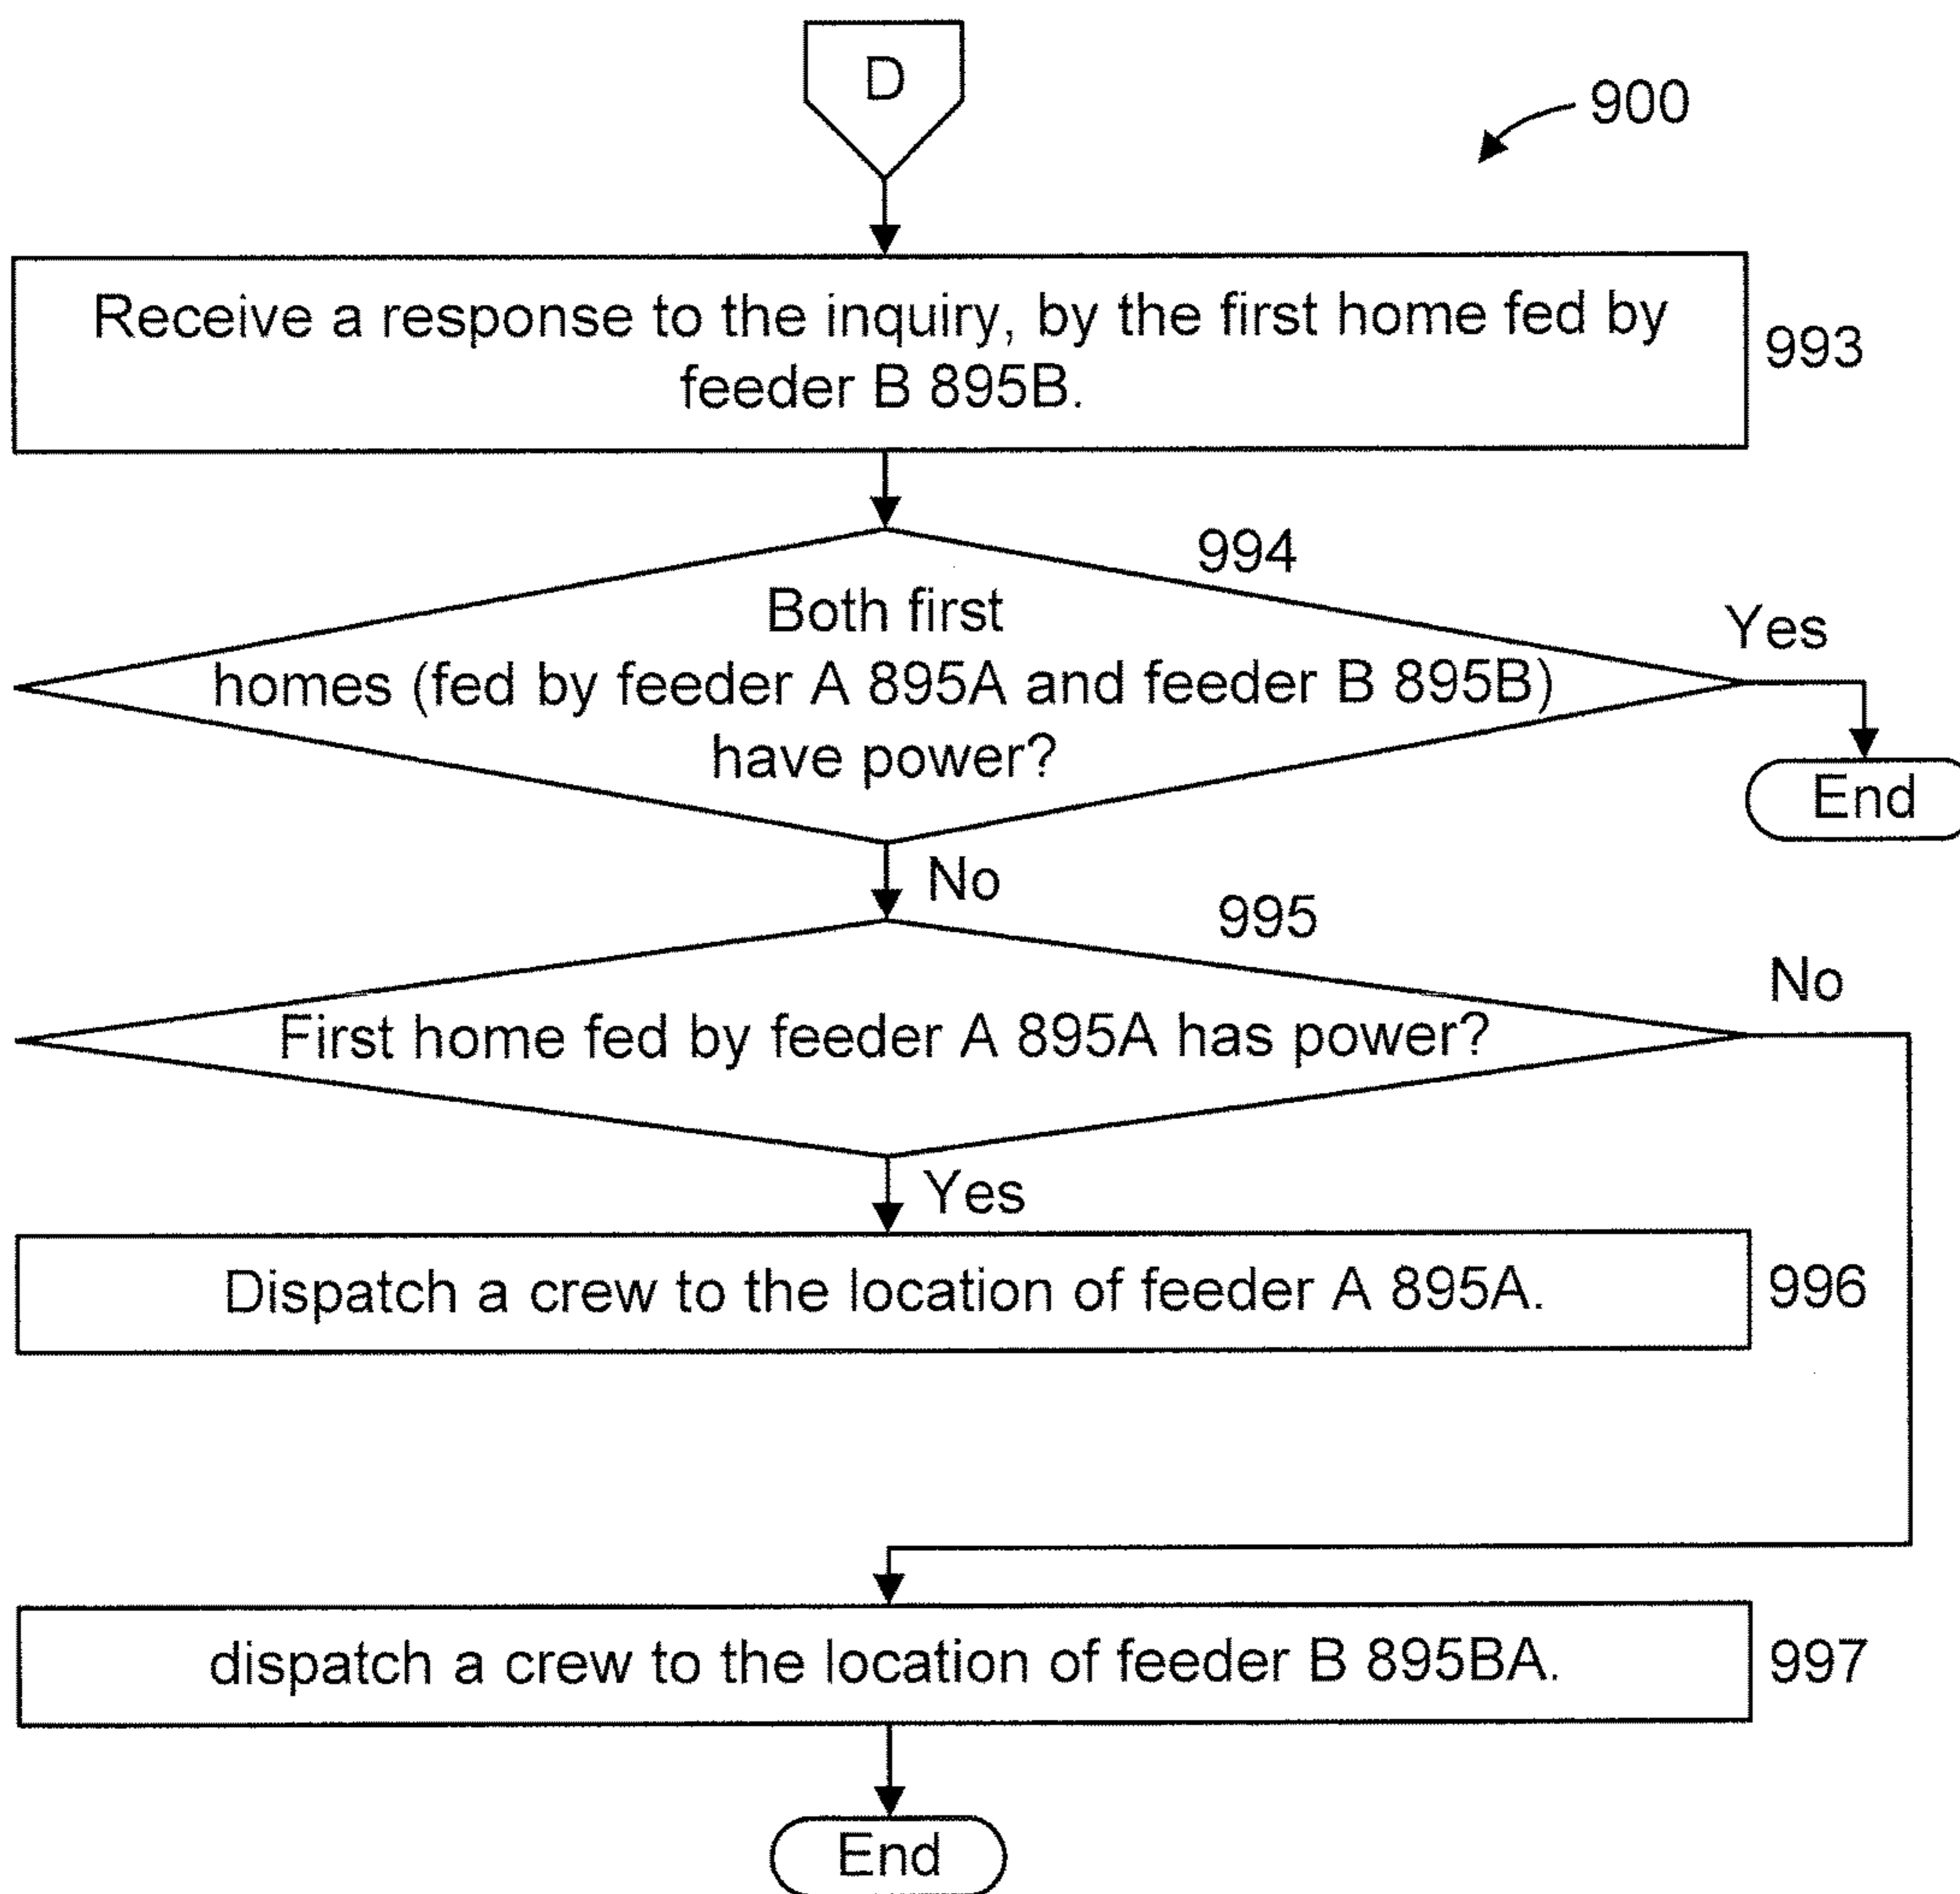 D
900
Receive a response to the inquiry, by the first home fed by
feeder B 895B.
993
994
Both first
homes (fed by feeder A 895A and feeder B 895B)
have power?
Yes
End
No
995
No
First home fed by feeder A 895A has power?
Yes
Dispatch a crew to the location of feeder A 895A.
996
dispatch a crew to the location of feeder B 895BA.
997
End